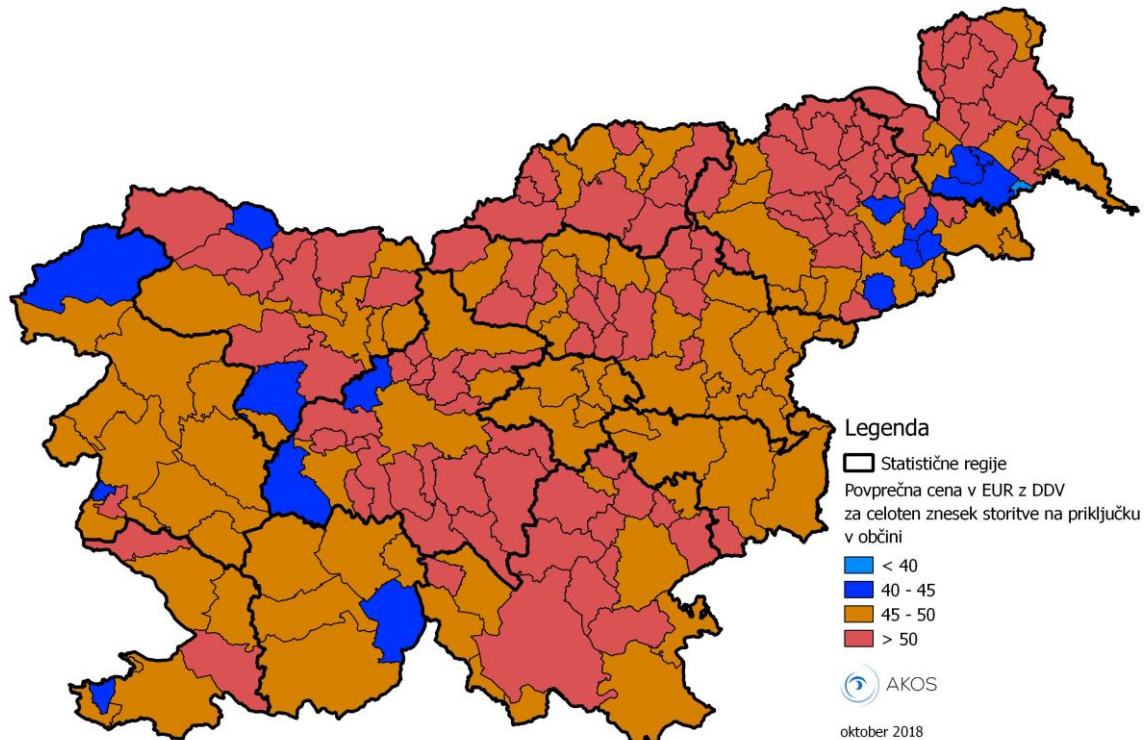 Legenda
Statistične regije
Povprečna cena v EUR z DDV
za celoten znesek storitve na priključku
v občini
< 40
40 - 45
45 - 50
> 50
AKOS
oktober 2018